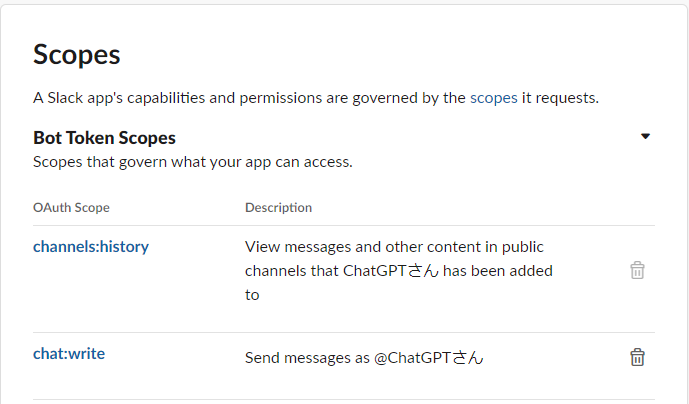 Scopes
A Slack app's capabilities and permissions are governed by the scopes it requests.
Bot Token Scopes
Scopes that govern what your app can access.
OAuth Scope Description
channels:history View messages and other content in public
channels that ChatGPTさん has been added
to
chat:write Send messages as @ChatGPTさん